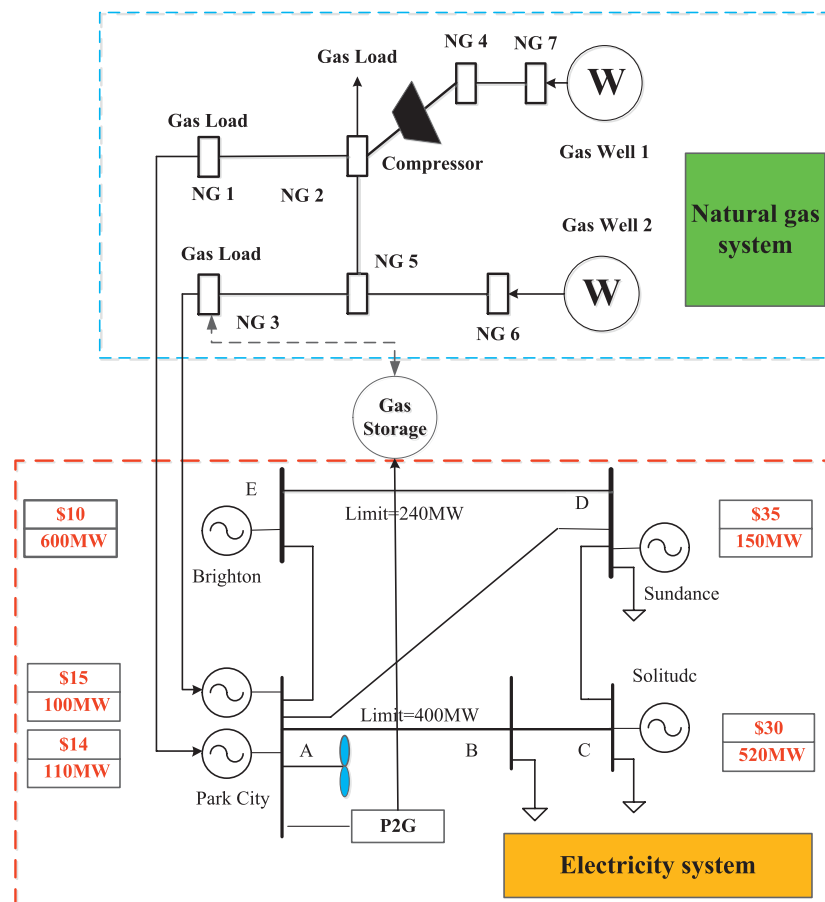 NG 4
NG 7
Gas Load
W
Gas Load
Compressor
Gas Well 1
NG 1
NG 2
Natural gas
system
Gas Well 2
Gas Load
NG 5
W
NG 3
NG 6
Gas
Storage
E
D
$10
600MW
Limit=240MW
$35
150MW
Brighton
Sundance
$15
100MW
Solitudc
Limit=400MW
$14
110MW
A
B
C
$30
520MW
Park City
P2G
Electricity system